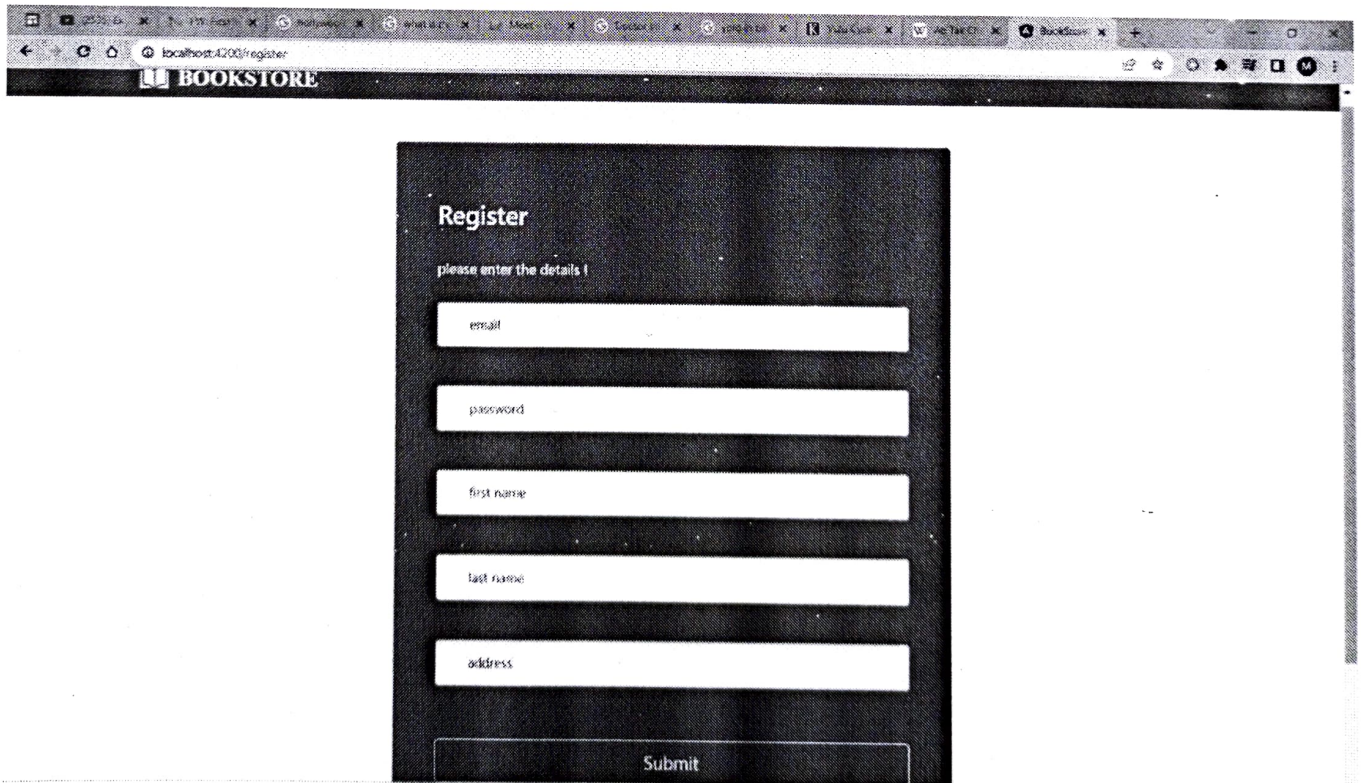 localhost:4200/register
M
BOOKSTORE
Register
please enter the details !
email
password
first name
last name
address
Submit